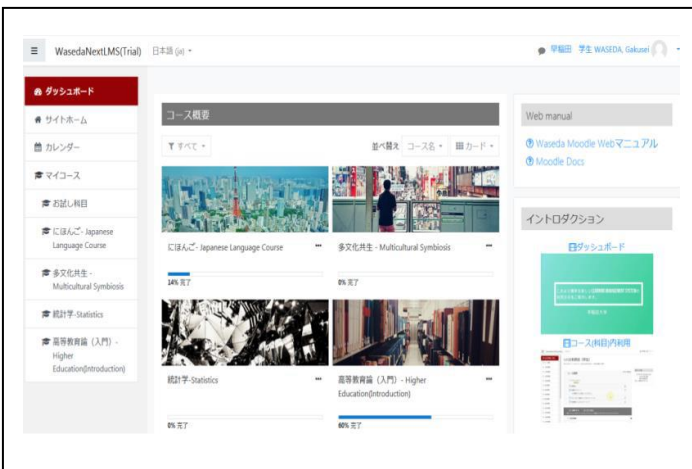 WasedaNextLMS(Trial) 日本語 (ja)
早稲田 学生 WASEDA, Gakusei
ダッシュボード
サイトホーム
カレンダー
マイコース
お試し科目
にほんご- Japanese
Language Course
多文化共生 -
Multicultural Symbiosis
統計学-Statistics
高等教育論（入門）-
Higher
Education(Introduction)
コース概要
すべて 並べ替え コース名 カード
にほんご- Japanese Language Course
14% 完了
多文化共生 - Multicultural Symbiosis
0% 完了
統計学-Statistics
0% 完了
高等教育論（入門）- Higher
Education(Introduction)
60% 完了
Web manual
Waseda Moodle Webマニュアル
Moodle Docs
イントロダクション
ダッシュボード
早稲田大学
コース(科目)内利用